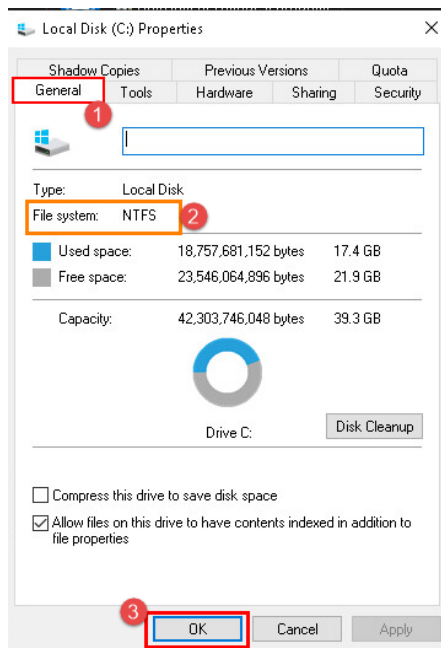 Local Disk (C:) Properties
Shadow Copies Previous Versions Quota
General Tools Hardware Sharing Security
1
Type: Local Disk
File system: NTFS 2
Used space: 18,757,681,152 bytes 17.4 GB
Free space: 23,546,064,896 bytes 21.9 GB
Capacity: 42,303,746,048 bytes 39.3 GB
Drive C: Disk Cleanup
Compress this drive to save disk space
Allow files on this drive to have contents indexed in addition to
file properties
3
OK Cancel Apply